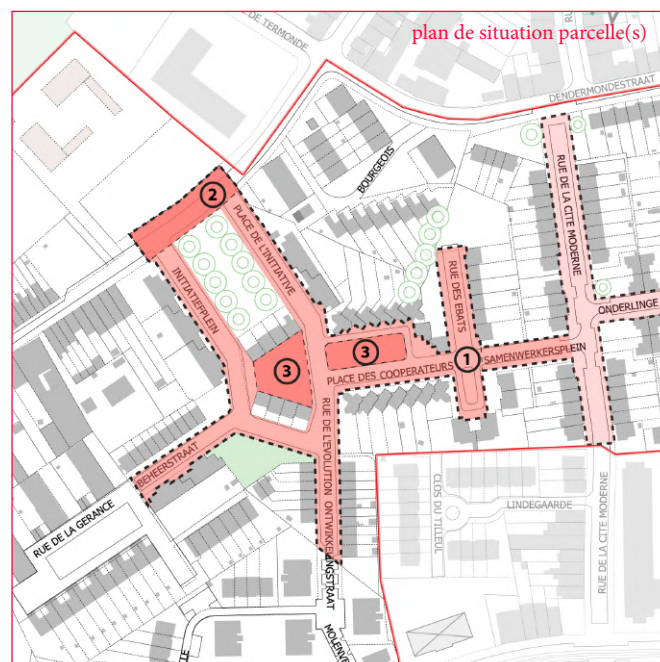 plan de situation parcelle(s)
DE TERMONDE
DENDERMONDESTRAAT
BOURGEOIS
RUE DE LA CITE MODERNE
2
PLACE DE L'INITIATIVE
INITIATIEFPLEIN
RUE DES EBATS
ONDERLINGE
3
3
1
SAMENWERKERSPLEIN
PLACE DES COOPERATEURS
RUE DE L'EVOLUTION ONTWIKKELINGSTRAAT
BEHEERSTRAAT
RUE DE LA GERANCE
CLOS DU TILLEUL
LINDEGAARDE
RUE DE LA CITE MODERNE
MOLENVE